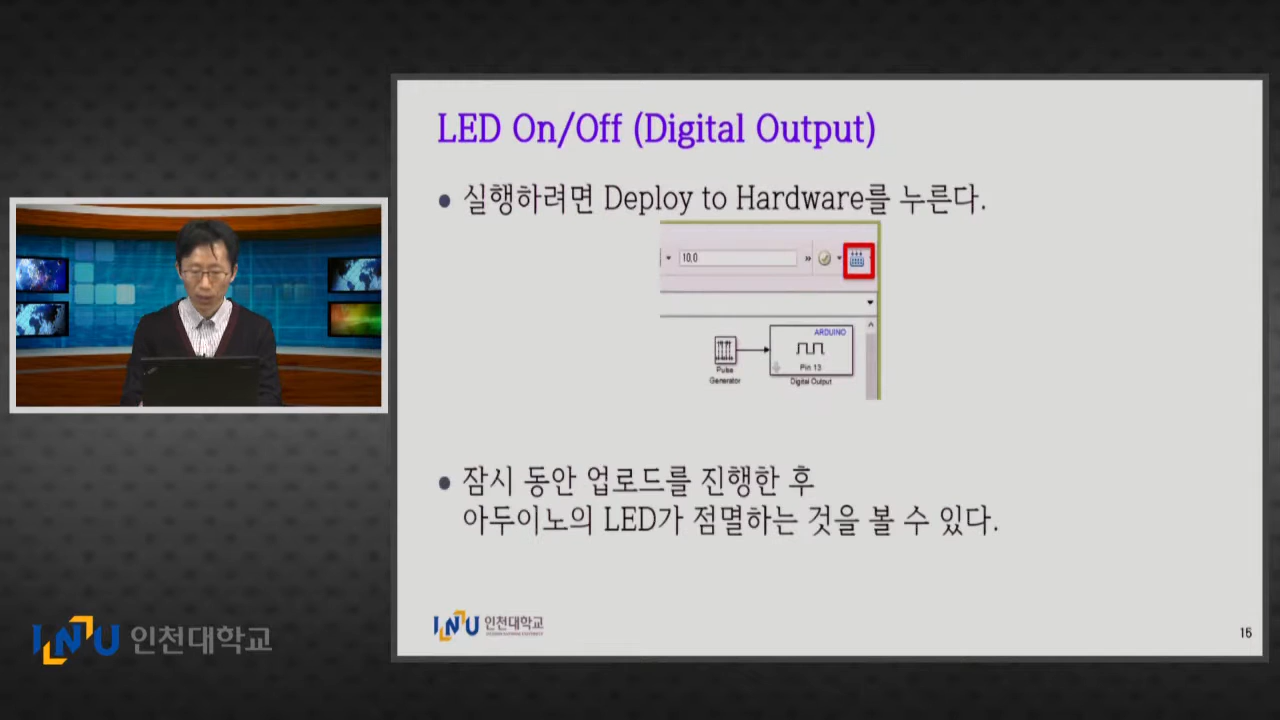 LED On/Off (Digital Output)
• 실행하려면 Deploy to Hardware를 누른다.
10.0
»
ARDUINO
Pin 13
Pulse
Generator
Digital Output
• 잠시 동안 업로드를 진행한 후
아두이노의 LED가 점멸하는 것을 볼 수 있다.
INU 인천대학교
15
INU 인천대학교